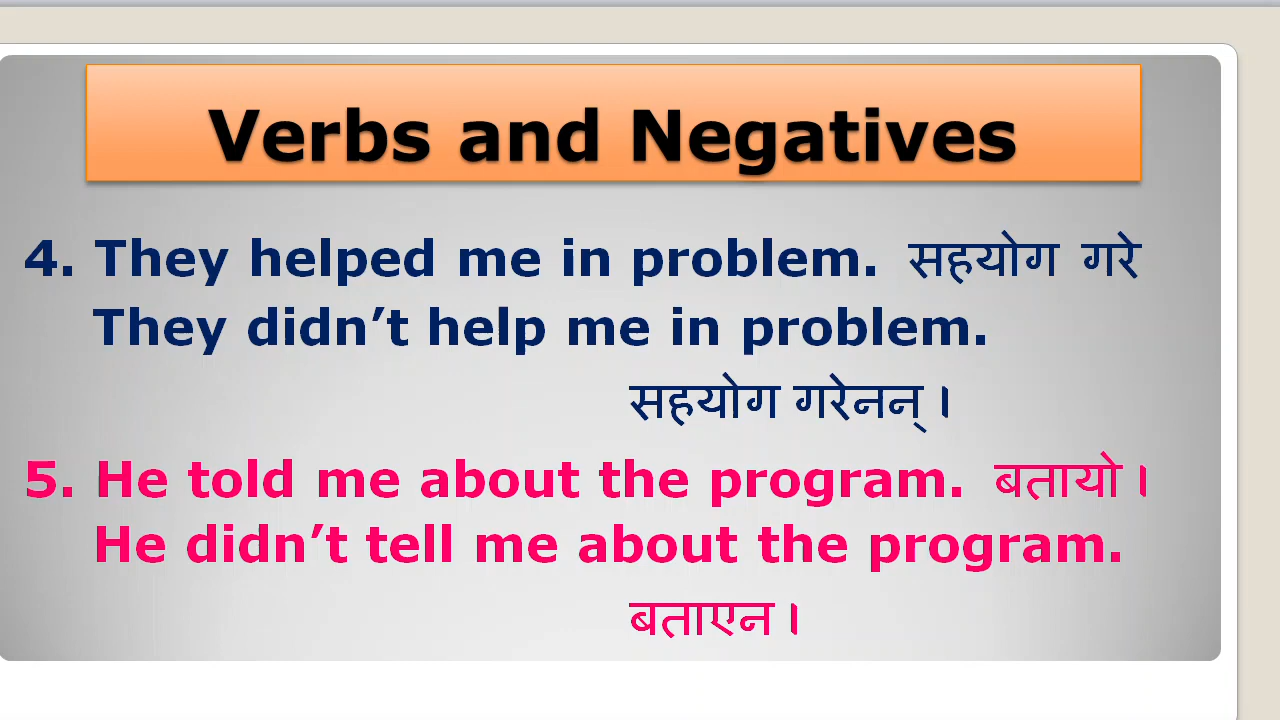 Verbs and Negatives
4. They helped me in problem. सहयोग गरे
They didn’t help me in problem.
सहयोग गरेनन् ।
5. He told me about the program. बतायो ।
He didn’t tell me about the program.
बताएन ।